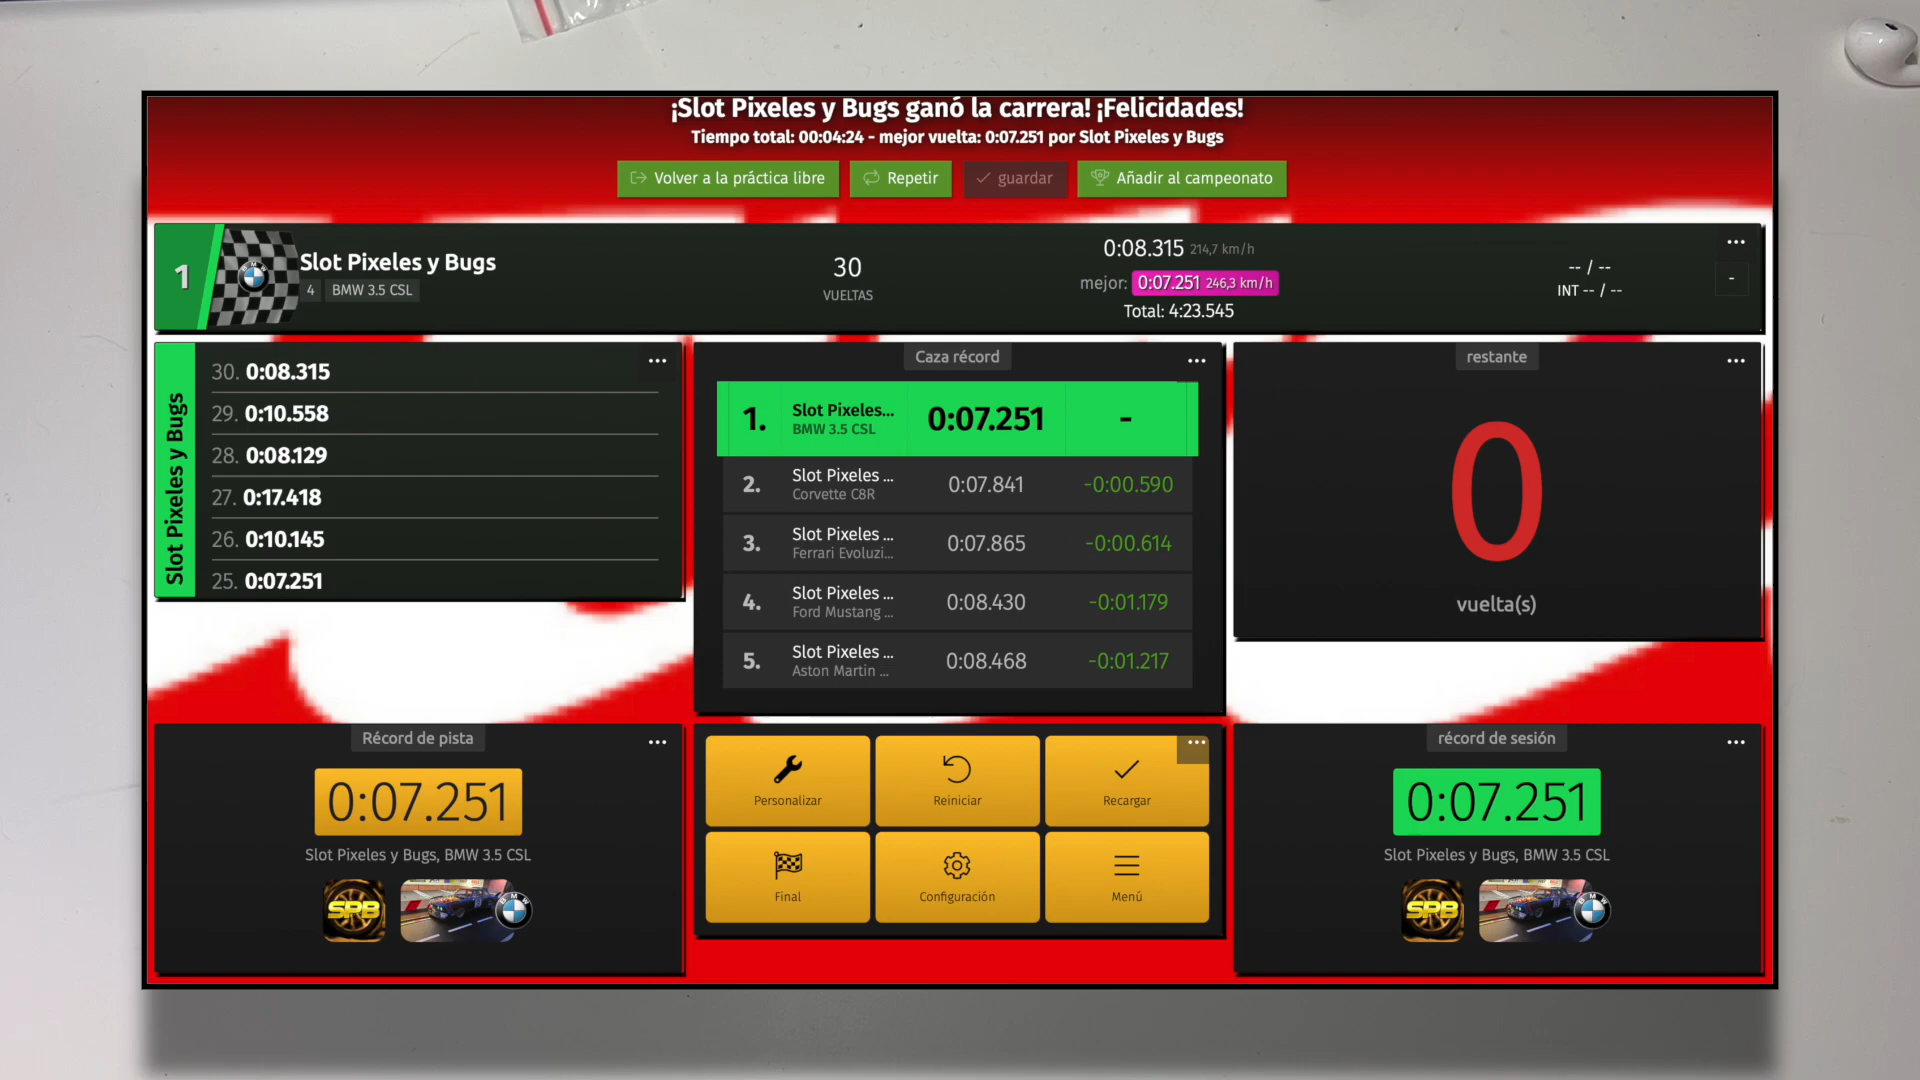 ¡Slot Pixeles y Bugs ganó la carrera! ¡Felicidades!
Tiempo total: 00:04:24 - mejor vuelta: 0:07.251 por Slot Pixeles y Bugs
Volver a la práctica libre
Repetir
guardar
Añadir al campeonato
1
Slot Pixeles y Bugs
4 BMW 3.5 CSL
30
VUELTAS
0:08.315 214,7 km/h
mejor: 0:07.251 246,3 km/h
Total: 4:23.545
-- / --
INT -- / --
-
Slot Pixeles y Bugs
30. 0:08.315
29. 0:10.558
28. 0:08.129
27. 0:17.418
26. 0:10.145
25. 0:07.251
Caza récord
1. Slot Pixeles... 0:07.251 -
BMW 3.5 CSL
2. Slot Pixeles ... 0:07.841 -0:00.590
Corvette C8R
3. Slot Pixeles ... 0:07.865 -0:00.614
Ferrari Evoluzi...
4. Slot Pixeles ... 0:08.430 -0:01.179
Ford Mustang ...
5. Slot Pixeles ... 0:08.468 -0:01.217
Aston Martin ...
restante
0
vuelta(s)
Récord de pista
0:07.251
Slot Pixeles y Bugs, BMW 3.5 CSL
SPB
BMW
Personalizar
Reiniciar
Recargar
Final
Configuración
Menú
récord de sesión
0:07.251
Slot Pixeles y Bugs, BMW 3.5 CSL
SPB
BMW